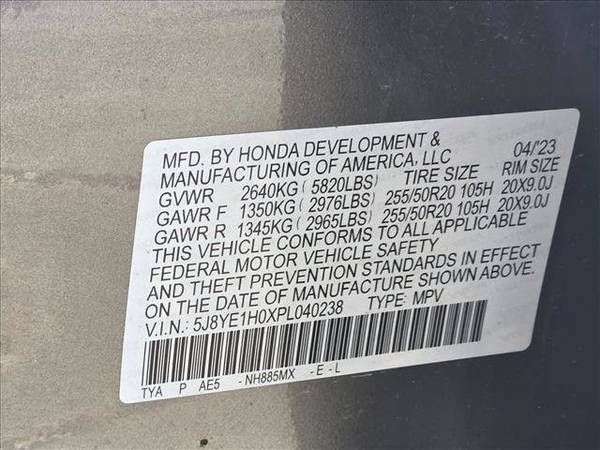 MFD. BY HONDA DEVELOPMENT &
MANUFACTURING OF AMERICA, LLC 04/'23
GVWR 2640KG ( 5820LBS) TIRE SIZE RIM SIZE
GAWR F 1350KG ( 2976LBS) 255/50R20 105H 20X9.0J
GAWR R 1345KG ( 2965LBS) 255/50R20 105H 20X9.0J
THIS VEHICLE CONFORMS TO ALL APPLICABLE
FEDERAL MOTOR VEHICLE SAFETY
AND THEFT PREVENTION STANDARDS IN EFFECT
ON THE DATE OF MANUFACTURE SHOWN ABOVE.
V.I.N.: 5J8YE1H0XPL040238 TYPE: MPV
TYA P AE5 - NH885MX - E - L